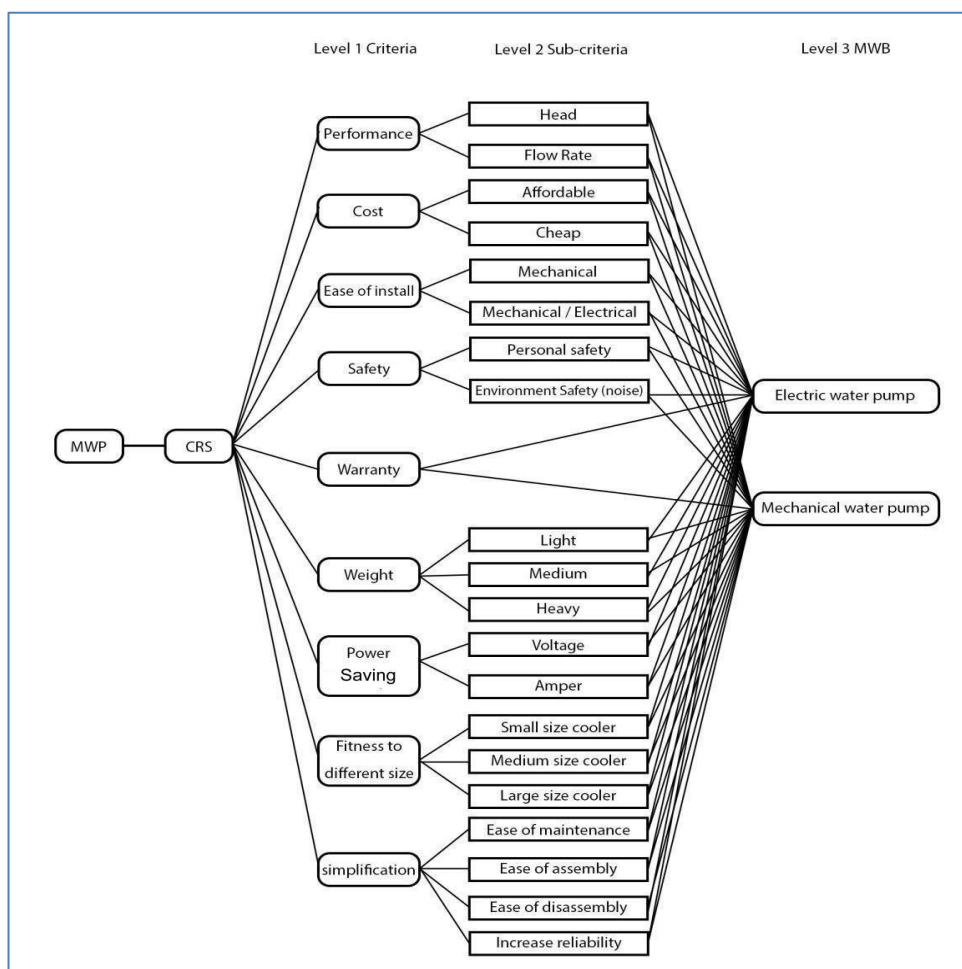 Level 1 Criteria
Level 2 Sub-criteria
Level 3 MWB
MWP
CRS
Performance
Cost
Ease of install
Safety
Warranty
Weight
Power
Saving
Fitness to
different size
simplification
Head
Flow Rate
Affordable
Cheap
Mechanical
Mechanical / Electrical
Personal safety
Environment Safety (noise)
Light
Medium
Heavy
Voltage
Amper
Small size cooler
Medium size cooler
Large size cooler
Ease of maintenance
Ease of assembly
Ease of disassembly
Increase reliability
Electric water pump
Mechanical water pump